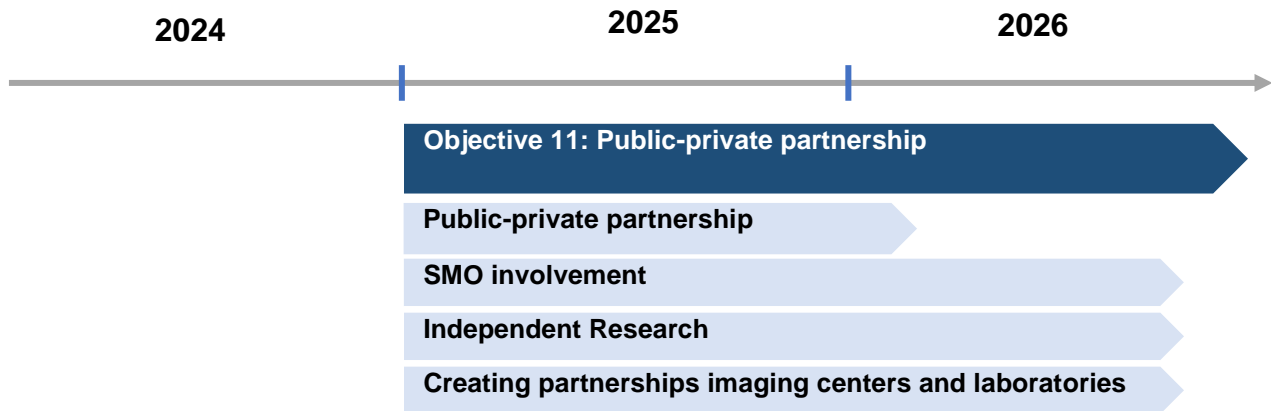 2024
2025
2026
Objective 11: Public-private partnership
Public-private partnership
SMO involvement
Independent Research
Creating partnerships imaging centers and laboratories